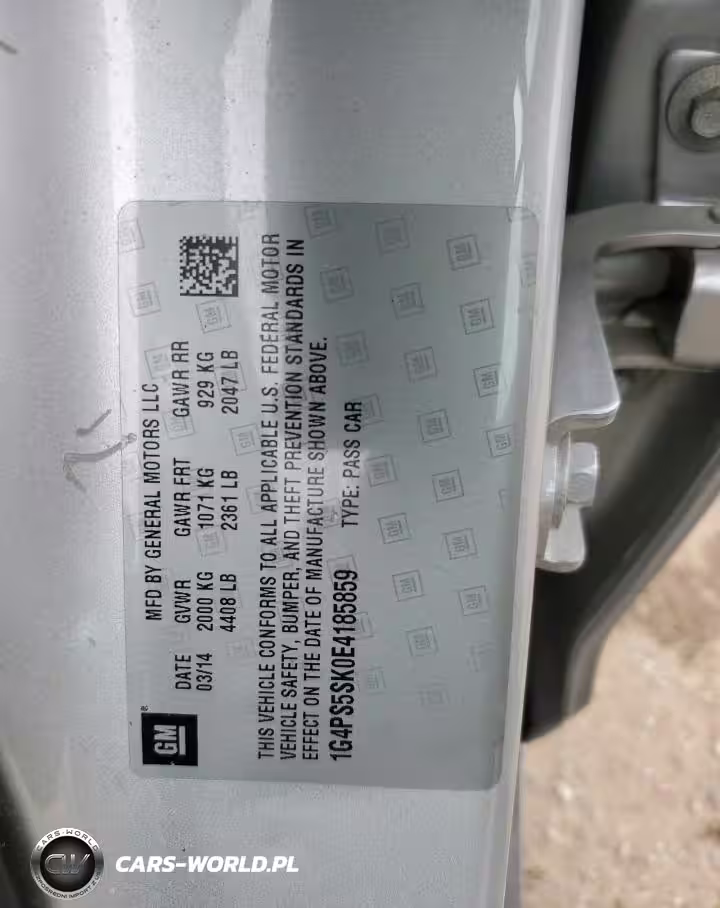 MFD BY GENERAL MOTORS LLC
DATE GVWR GAWR FRT GAWR RR
03/14 2000 KG 1071 KG 929 KG
4408 LB 2361 LB 2047 LB
THIS VEHICLE CONFORMS TO ALL APPLICABLE U.S. FEDERAL MOTOR
VEHICLE SAFETY, BUMPER, AND THEFT PREVENTION STANDARDS IN
EFFECT ON THE DATE OF MANUFACTURE SHOWN ABOVE.
1G4PS5SK0E4185859 TYPE: PASS CAR
GM
CARS-WORLD
CW
CARS-WORLD.PL